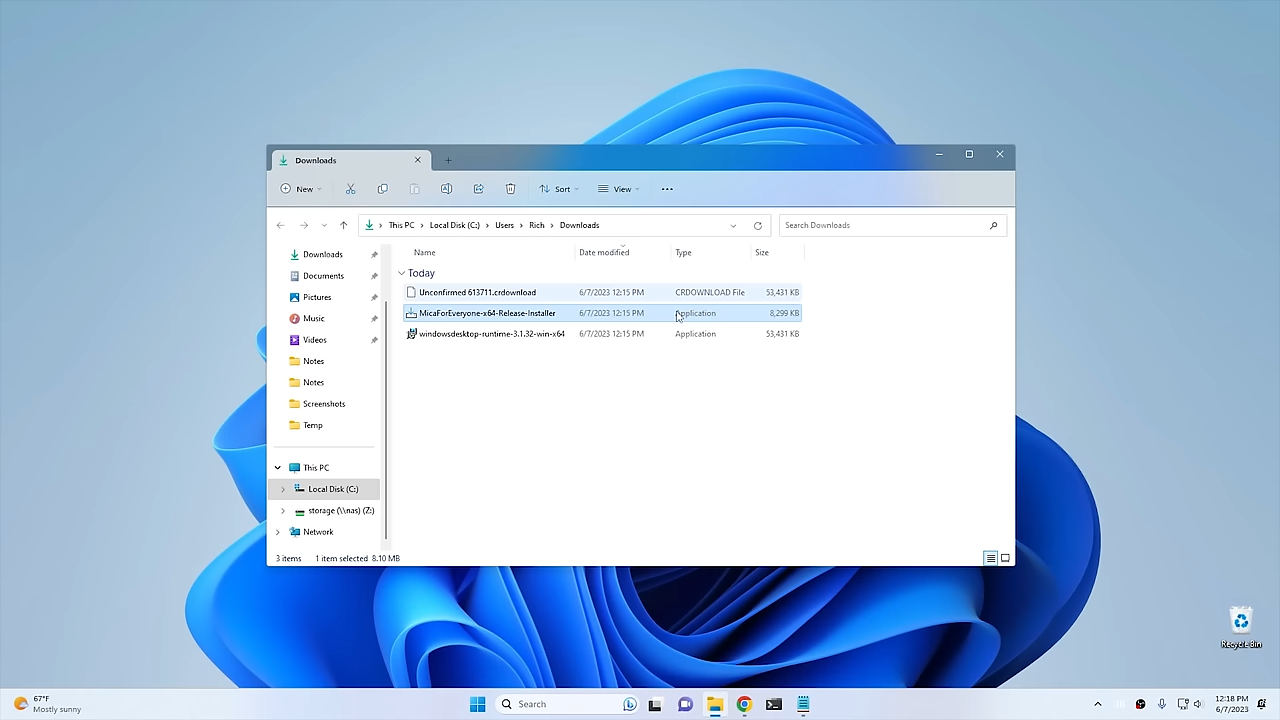 Downloads
New
Sort
View
This PC
Local Disk (C:)
Users
Rich
Downloads
Search Downloads
Downloads
Documents
Pictures
Music
Videos
Notes
Notes
Screenshots
Temp
This PC
Local Disk (C:)
storage (\\nas) (Z:)
Network
Name Date modified Type Size
Today
Unconfirmed 613711.crdownload 6/7/2023 12:15 PM CRDOWNLOAD File 53,431 KB
MicaForEveryone-x64-Release-Installer 6/7/2023 12:15 PM Application 8,299 KB
windowsdesktop-runtime-3.1.32-win-x64 6/7/2023 12:15 PM Application 53,431 KB
3 items 1 item selected 8.10 MB
Recycle Bin
67°F
Mostly sunny
Search
12:18 PM
6/7/2023